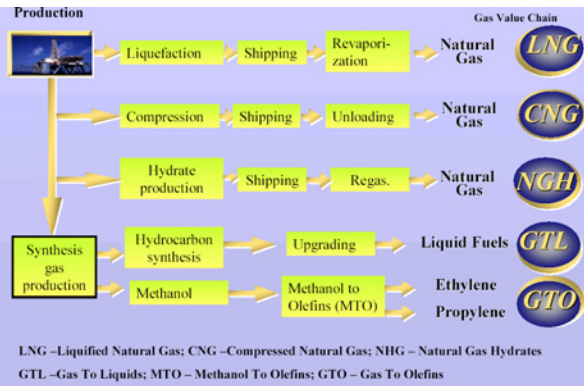 Production
Gas Value Chain
Liquefaction
Shipping
Revapori-
zation
Natural
Gas
LNG
Compression
Shipping
Unloading
Natural
Gas
CNG
Hydrate
production
Shipping
Regas.
Natural
Gas
NGH
Synthesis
gas
production
Hydrocarbon
synthesis
Upgrading
Liquid Fuels
GTL
Methanol
Methanol to
Olefins (MTO)
Ethylene
Propylene
GTO
LNG –Liquified Natural Gas; CNG –Compressed Natural Gas; NHG – Natural Gas Hydrates
GTL –Gas To Liquids; MTO – Methanol To Olefins; GTO – Gas To Olefins